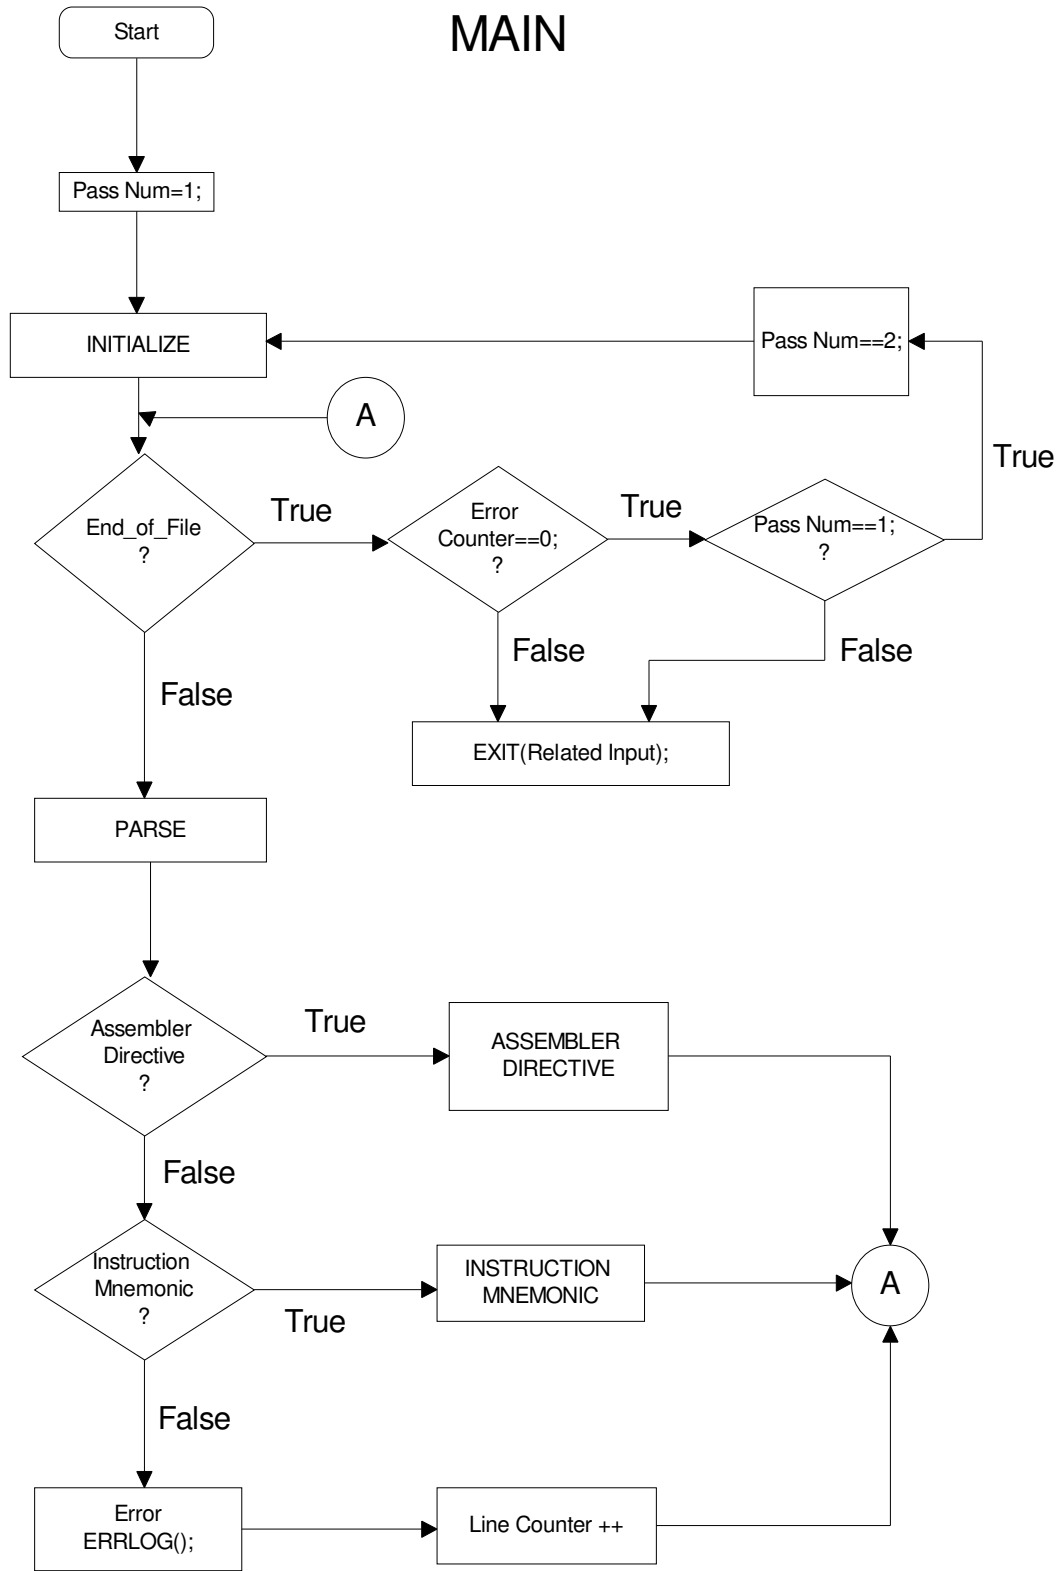 MAIN
Start
Pass Num=1;
INITIALIZE
Pass Num==2;
A
True
End_of_File
?
True
Error
Counter==0;
?
True
Pass Num==1;
?
False
False
False
EXIT(Related Input);
PARSE
Assembler
Directive
?
True
ASSEMBLER
DIRECTIVE
False
Instruction
Mnemonic
?
True
INSTRUCTION
MNEMONIC
A
False
Error
ERRLOG();
Line Counter ++